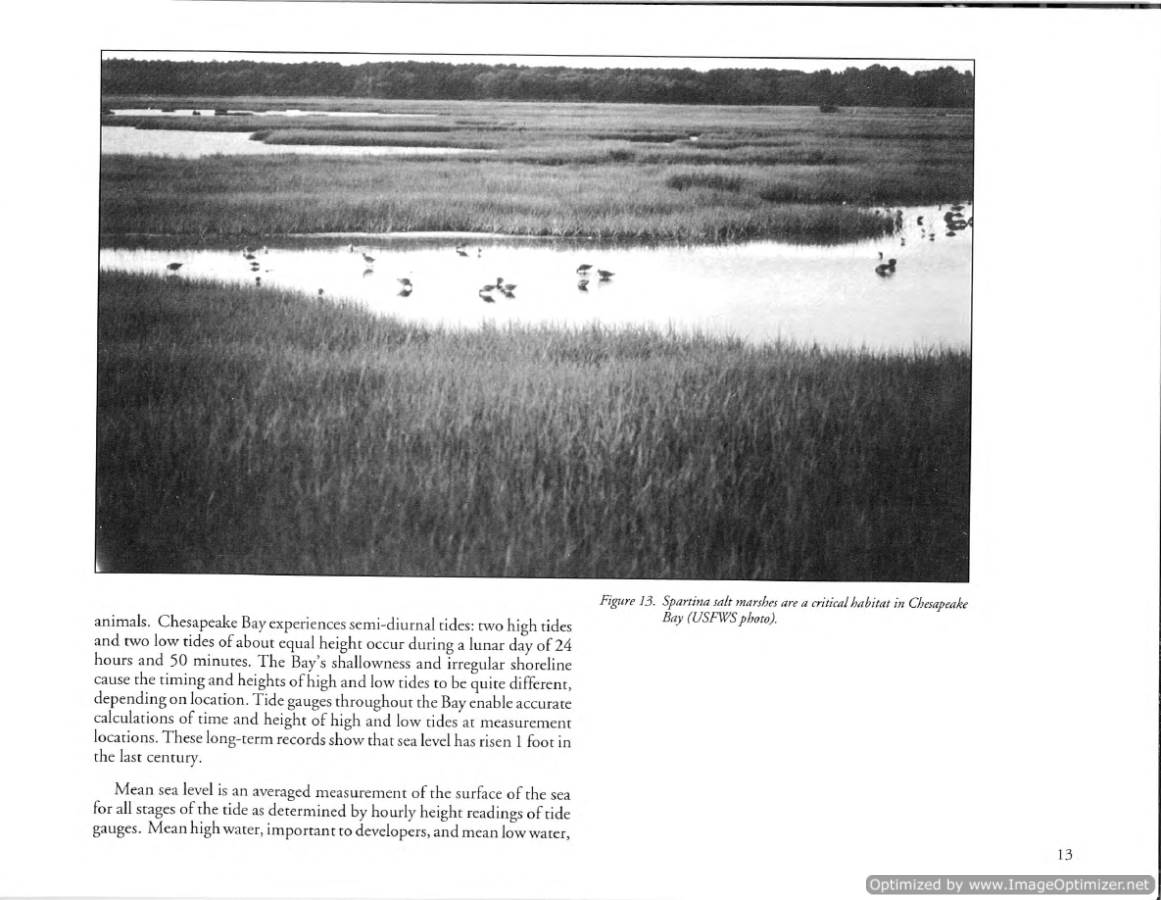 Figure 13. Spartina salt marshes are a critical habitat in Chesapeake
Bay (USFWS photo).
animals. Chesapeake Bay experiences semi-diurnal tides: two high tides
and two low tides of about equal height occur during a lunar day of 24
hours and 50 minutes. The Bay's shallowness and irregular shoreline
cause the timing and heights of high and low tides to be quite different,
depending on location. Tide gauges throughout the Bay enable accurate
calculations of time and height of high and low tides at measurement
locations. These long-term records show that sea level has risen 1 foot in
the last century.
Mean sea level is an averaged measurement of the surface of the sea
for all stages of the tide as determined by hourly height readings of tide
gauges. Mean high water, important to developers, and mean low water,
13
Optimized by www.ImageOptimizer.net